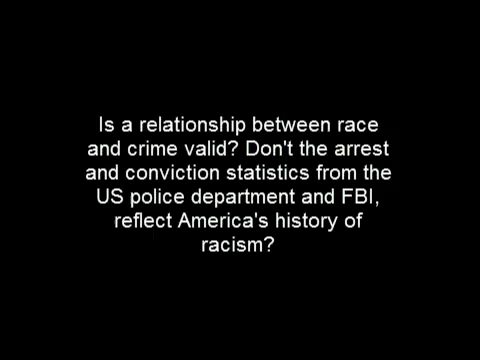 Is a relationship between race
and crime valid? Don't the arrest
and conviction statistics from the
US police department and FBI,
reflect America's history of
racism?